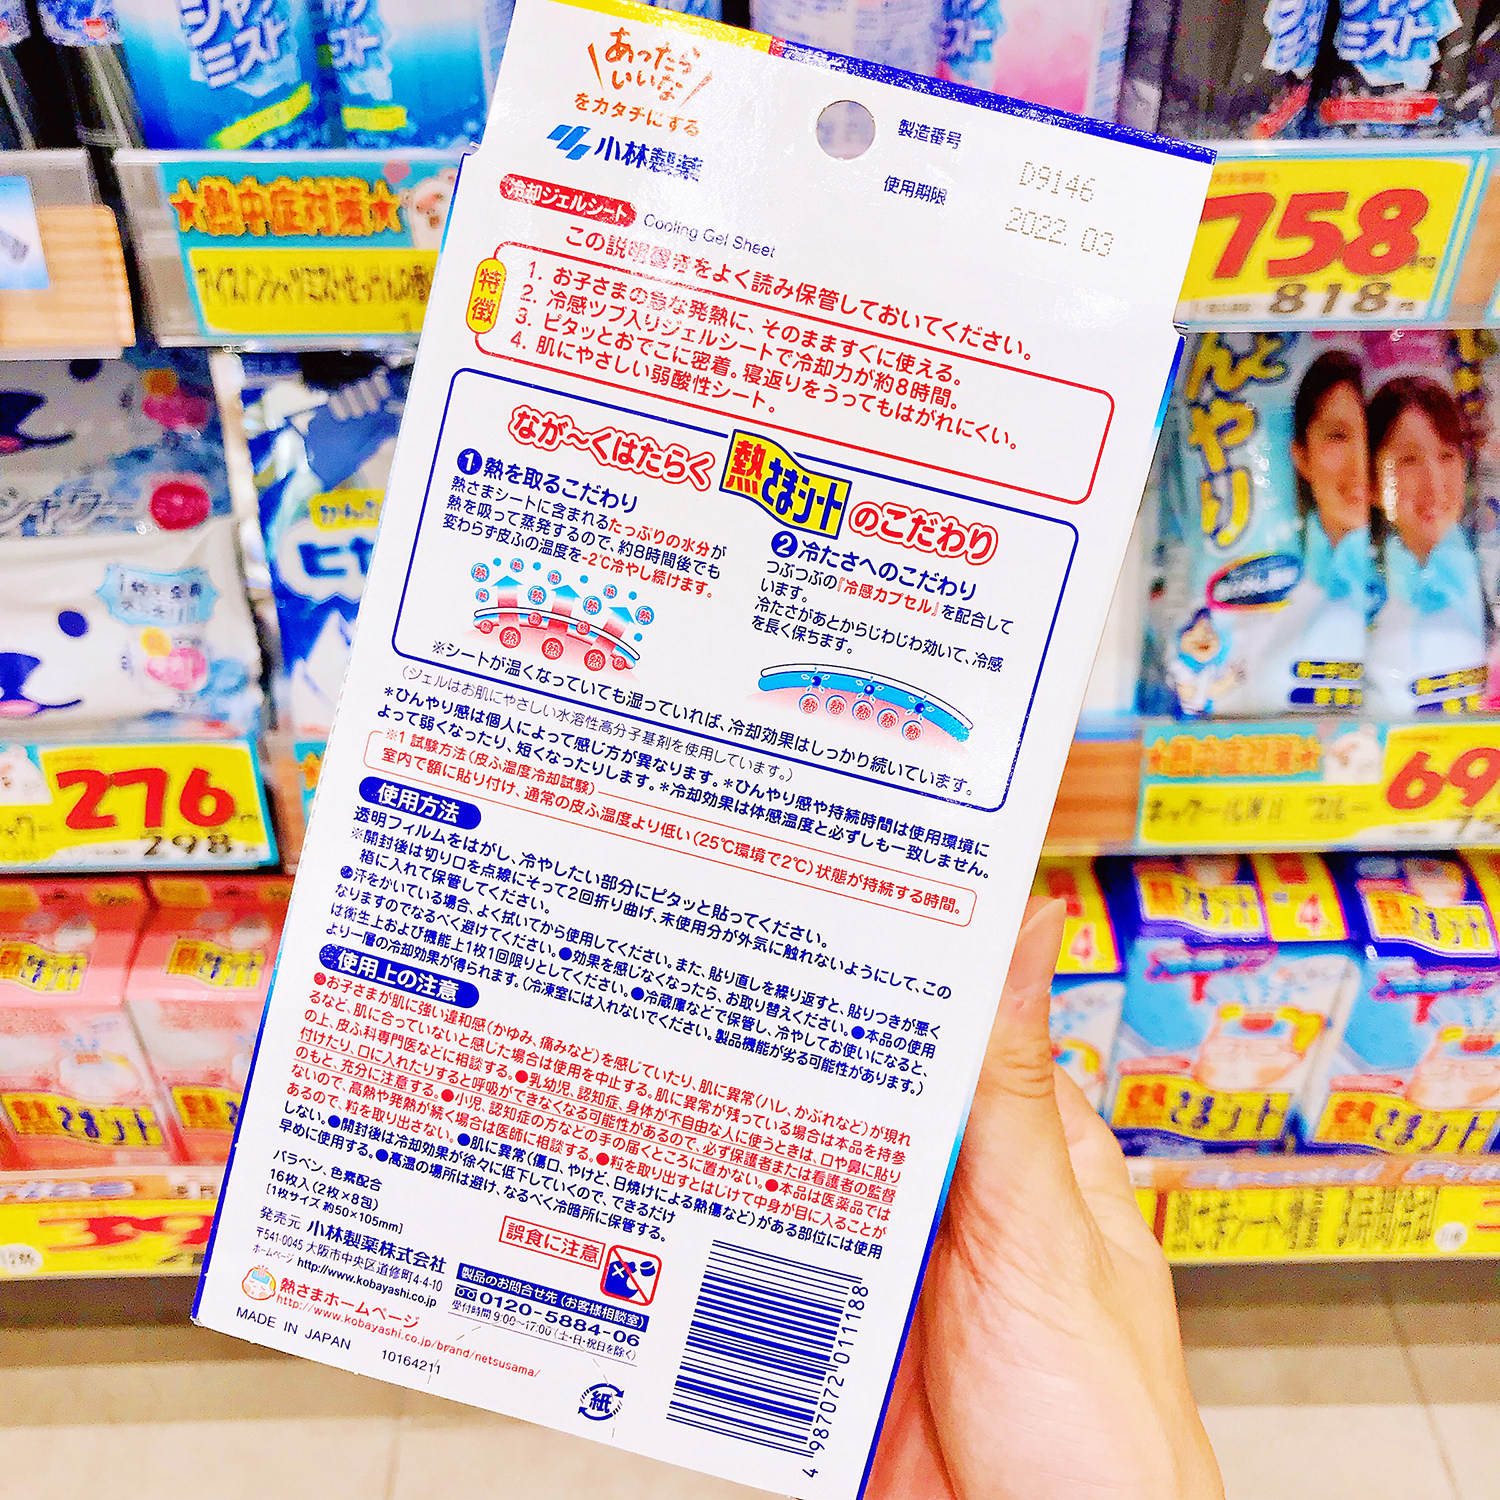 シャツ
ミスト
★熱中症対策★
758
818
276
298
あったら
いいな
をカタチにする
小林製薬
製造番号
D9146
使用期限
2022. 03
冷却ジェルシート
Cooling Gel Sheet
この説明書きをよく読み保管しておいてください。
特徴
1. お子さまの急な発熱に、そのまますぐに使える。
2. 冷感ツブ入りジェルシートで冷却力が約8時間。
3. ピタッとおでこに密着。寝返りをうってもはがれにくい。
4. 肌にやさしい弱酸性シート。
なが〜くはたらく 熱さまシート のこだわり
1 熱を取るこだわり
熱さまシートに含まれるたっぷりの水分が
熱を吸って蒸発するので、約8時間後でも
変わらず皮ふの温度を-2℃冷やし続けます。
2 冷たさへのこだわり
つぶつぶの『冷感カプセル』を配合して
います。
冷たさがあとからじわじわ効いて、冷感
を長く保ちます。
※シートが温くなっていても湿っていれば、冷却効果はしっかり続いています。
(ジェルはお肌にやさしい水溶性高分子基剤を使用しています。)
*ひんやり感は個人によって感じ方が異なります。*ひんやり感や持続時間は使用環境に
よって弱くなったり、短くなったりします。*冷却効果は体感温度と必ずしも一致しません。
※1 試験方法(皮ふ温度冷却試験)
室内で額に貼り付け、通常の皮ふ温度より低い(25℃環境で2℃)状態が持続する時間。
使用方法
透明フィルムをはがし、冷やしたい部分にピタッと貼ってください。
※開封後は切り口を点線にそって2回折り曲げ、未使用分が外気に触れないようにして、この
箱に入れて保管してください。
●汗をかいている場合、よく拭いてから使用してください。また、貼り直しを繰り返すと、貼りつきが悪く
なりますのでなるべく避けてください。●効果を感じなくなったら、お取り替えください。●本品の使用
は衛生上および機能上1枚1回限りとしてください。●冷蔵庫などで保管し、冷やしてお使いになると、
より一層の冷却効果が得られます。(冷凍室には入れないでください。製品機能が劣る可能性があります。)
使用上の注意
●お子さまが肌に強い違和感(かゆみ、痛みなど)を感じていたり、肌に異常(ハレ、かぶれなど)が現れ
るなど、肌に合っていないと感じた場合は使用を中止する。肌に異常が残っている場合は本品を持参
の上、皮ふ科専門医などに相談する。●乳幼児、認知症、身体が不自由な人に使うときは、口や鼻に貼り
付けたり、口に入れたりすると呼吸ができなくなる可能性があるので、必ず保護者または看護者の監督
のもと、充分に注意する。●小児、認知症の方などの手の届くところに置かない。●本品は医薬品では
ないので、高熱や発熱が続く場合は医師に相談する。●粒を取り出すとはじけて中身が目に入ることが
あるので、粒を取り出さない。●肌に異常(傷口、やけど、日焼けによる熱傷など)がある部位には使用
しない。●開封後は冷却効果が徐々に低下していくので、できるだけ
早めに使用する。●高温の場所は避け、なるべく冷暗所に保管する。
パラベン、色素配合
16枚入(2枚×8包)
[1枚サイズ 約50×105mm]
発売元 小林製薬株式会社
〒541-0045 大阪市中央区道修町4-4-10
ホームページ http://www.kobayashi.co.jp
熱さまホームページ
http://www.kobayashi.co.jp/brand/netsusama/
MADE IN JAPAN
10164211
誤食に注意
製品のお問合せ先(お客様相談室)
0120-5884-06
受付時間 9:00〜17:00(土・日・祝日を除く)
紙
4 987072 011188
熱さまシート
熱さまシート